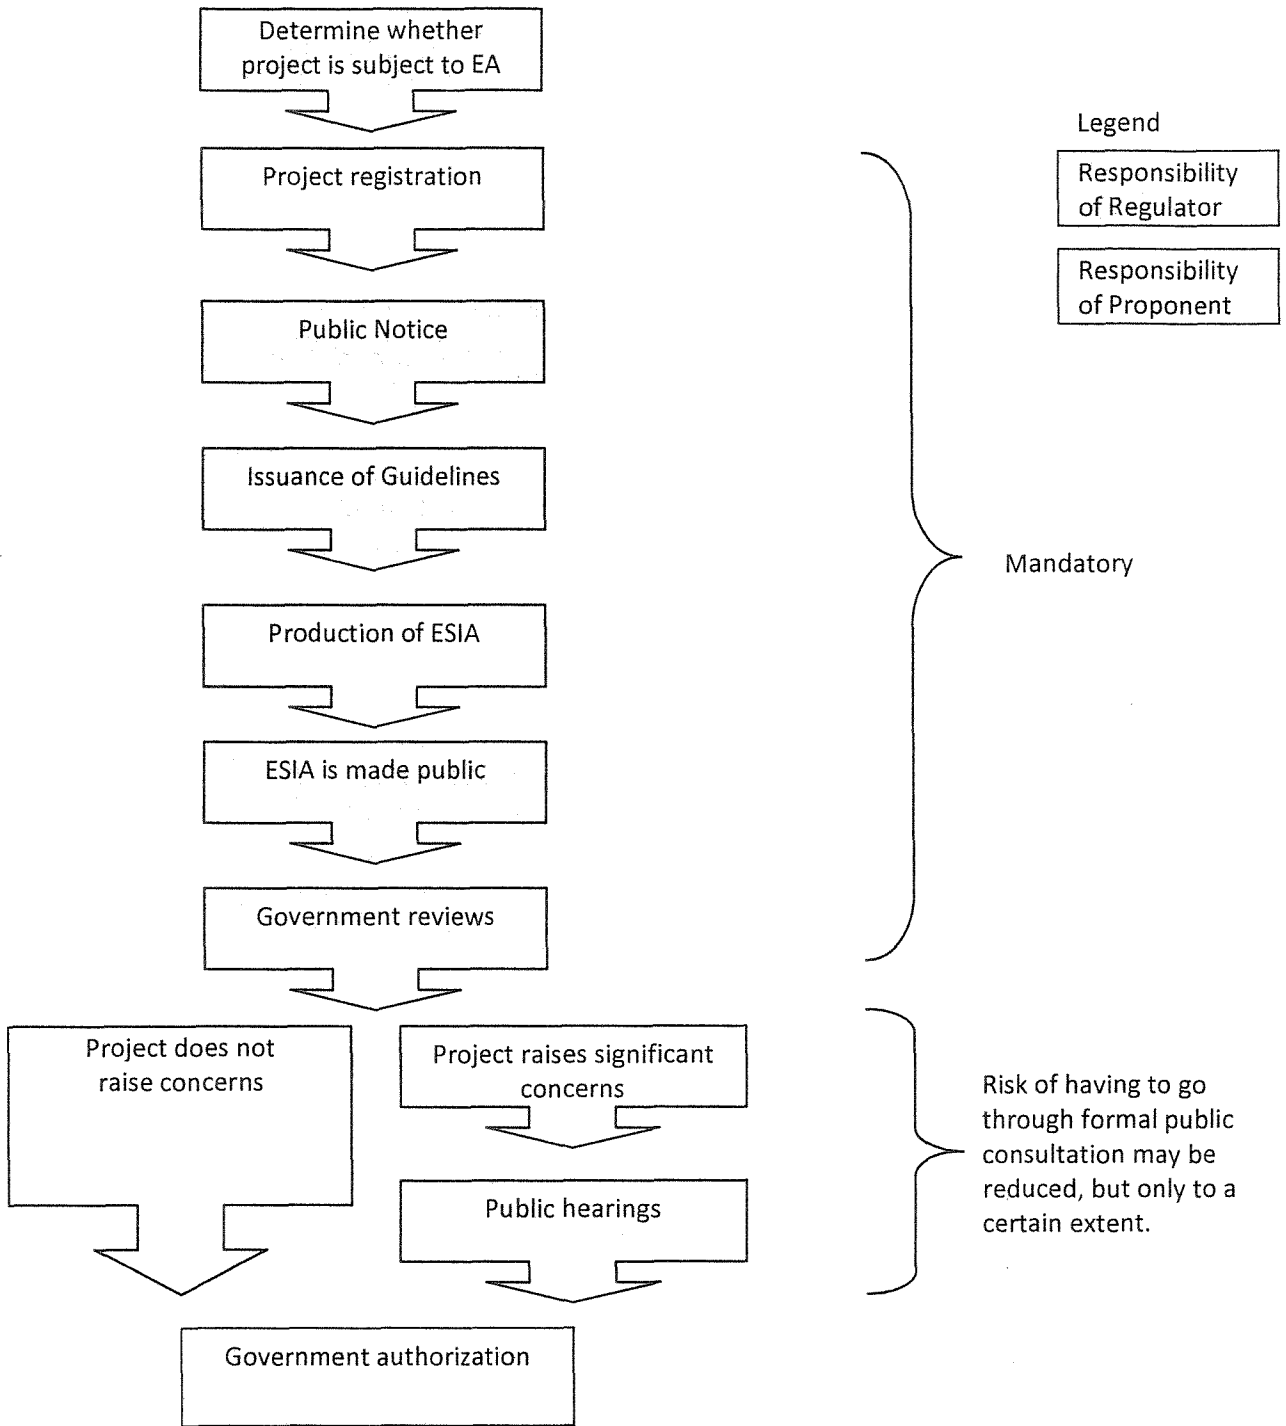 Determine whether
project is subject to EA
Legend
Responsibility
of Regulator
Responsibility
of Proponent
Project registration
Public Notice
Issuance of Guidelines
Production of ESIA
ESIA is made public
Government reviews
Mandatory
Project does not
raise concerns
Project raises significant
concerns
Public hearings
Risk of having to go
through formal public
consultation may be
reduced, but only to a
certain extent.
Government authorization